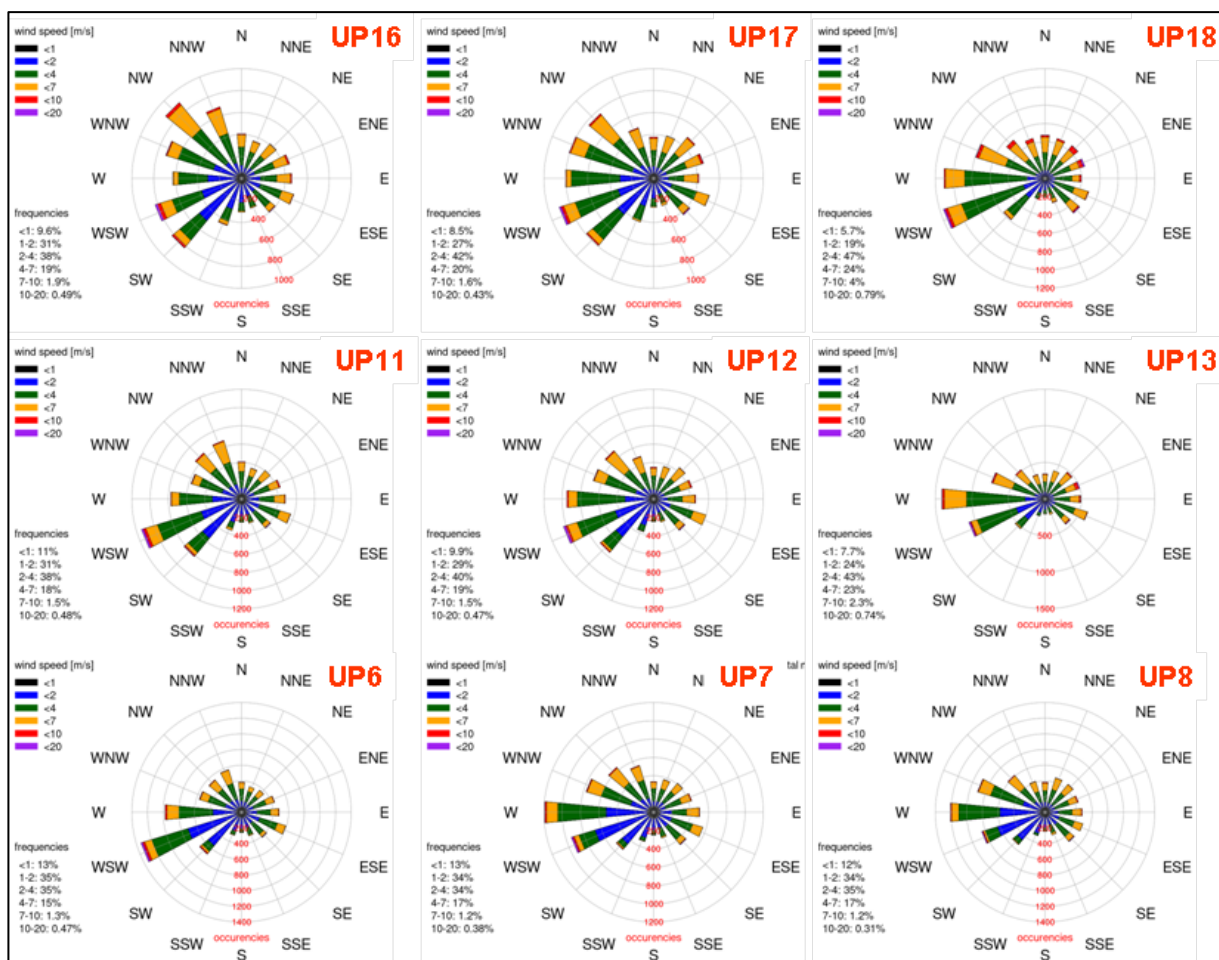 wind speed [m/s]
<1
<2
<4
<7
<10
<20
UP16
N
NNW
NNE
NW
NE
WNW
ENE
W
E
WSW
ESE
SW
SE
SSW
SSE
S
400
600
800
1000
occurencies
frequencies
<1: 9.6%
1-2: 31%
2-4: 38%
4-7: 19%
7-10: 1.9%
10-20: 0.49%
wind speed [m/s]
<1
<2
<4
<7
<10
<20
UP17
N
NNW
NN
NW
NE
WNW
ENE
W
E
WSW
ESE
SW
SE
SSW
SSE
S
400
600
800
1000
occurencies
frequencies
<1: 8.5%
1-2: 27%
2-4: 42%
4-7: 20%
7-10: 1.6%
10-20: 0.43%
wind speed [m/s]
<1
<2
<4
<7
<10
<20
UP18
N
NNW
NNE
NW
NE
WNW
ENE
W
E
WSW
ESE
SW
SE
SSW
SSE
S
200
400
600
800
1000
1200
occurencies
frequencies
<1: 5.7%
1-2: 19%
2-4: 47%
4-7: 24%
7-10: 4%
10-20: 0.79%
wind speed [m/s]
<1
<2
<4
<7
<10
<20
UP11
N
NNW
NNE
NW
NE
WNW
ENE
W
E
WSW
ESE
SW
SE
SSW
SSE
S
400
600
800
1000
1200
occurencies
frequencies
<1: 11%
1-2: 31%
2-4: 38%
4-7: 18%
7-10: 1.5%
10-20: 0.48%
wind speed [m/s]
<1
<2
<4
<7
<10
<20
UP12
N
NNW
NN
NW
NE
WNW
ENE
W
E
WSW
ESE
SW
SE
SSW
SSE
S
400
600
800
1000
1200
occurencies
frequencies
<1: 9.9%
1-2: 29%
2-4: 40%
4-7: 19%
7-10: 1.5%
10-20: 0.47%
wind speed [m/s]
<1
<2
<4
<7
<10
<20
UP13
N
NNW
NNE
NW
NE
WNW
ENE
W
E
WSW
ESE
SW
SE
SSW
SSE
S
500
1000
1500
occurencies
frequencies
<1: 7.7%
1-2: 24%
2-4: 43%
4-7: 23%
7-10: 2.3%
10-20: 0.74%
wind speed [m/s]
<1
<2
<4
<7
<10
<20
UP6
N
NNW
NNE
NW
NE
WNW
ENE
W
E
WSW
ESE
SW
SE
SSW
SSE
S
400
600
800
1000
1200
1400
occurencies
frequencies
<1: 13%
1-2: 35%
2-4: 35%
4-7: 15%
7-10: 1.3%
10-20: 0.47%
wind speed [m/s]
<1
<2
<4
<7
<10
<20
UP7
N
NNW
N
NW
NE
WNW
ENE
W
E
WSW
ESE
SW
SE
SSW
SSE
S
400
600
800
1000
1200
occurencies
frequencies
<1: 13%
1-2: 34%
2-4: 34%
4-7: 17%
7-10: 1.2%
10-20: 0.38%
wind speed [m/s]
<1
<2
<4
<7
<10
<20
UP8
N
NNW
NNE
NW
NE
WNW
ENE
W
E
WSW
ESE
SW
SE
SSW
SSE
S
400
600
800
1000
1200
1400
occurencies
frequencies
<1: 12%
1-2: 34%
2-4: 35%
4-7: 17%
7-10: 1.2%
10-20: 0.31%